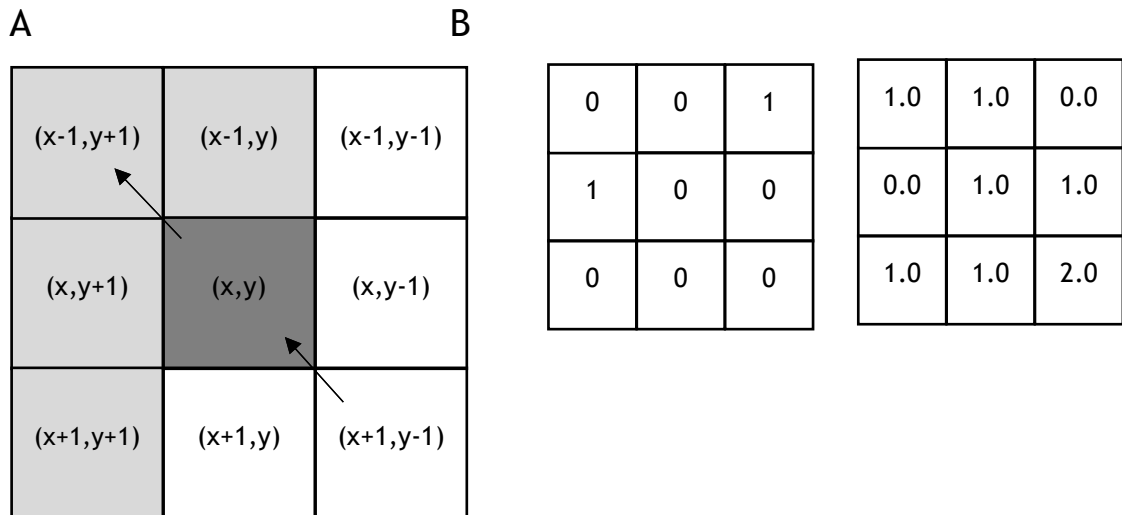 A
B
(x-1,y+1) (x-1,y) (x-1,y-1)
(x,y+1) (x,y) (x,y-1)
(x+1,y+1) (x+1,y) (x+1,y-1)
0 0 1
1 0 0
0 0 0
1.0 1.0 0.0
0.0 1.0 1.0
1.0 1.0 2.0